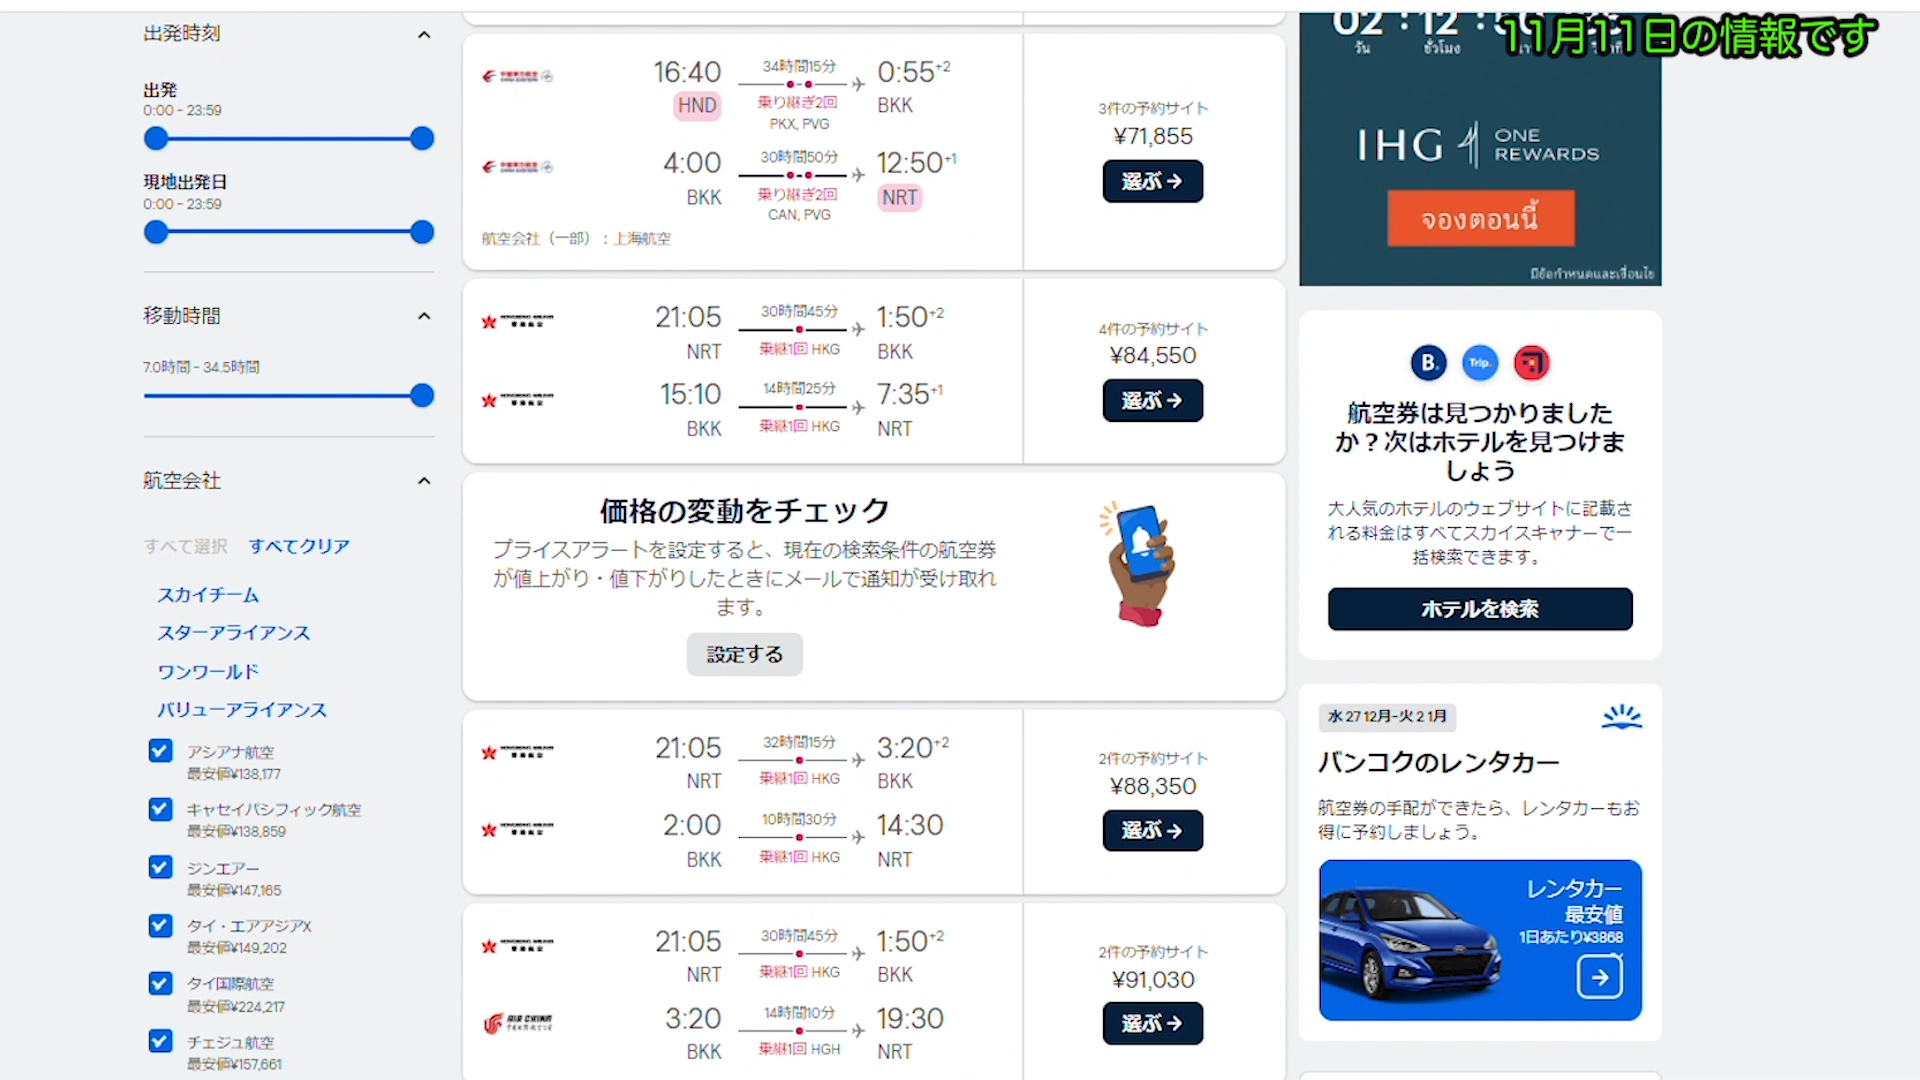 出発時刻
出発
0:00 - 23:59
現地出発日
0:00 - 23:59
移動時間
7.0時間 - 34.5時間
航空会社
すべて選択 すべてクリア
スカイチーム
スターアライアンス
ワンワールド
バリューアライアンス
アシアナ航空
最安値¥138,177
キャセイパシフィック航空
最安値¥138,859
ジンエアー
最安値¥147,165
タイ・エアアジアX
最安値¥149,202
タイ国際航空
最安値¥224,217
チェジュ航空
最安値¥157,661
16:40 34時間15分 0:55+2
HND 乗り継ぎ2回 BKK
PKX, PVG
4:00 30時間50分 12:50+1
BKK 乗り継ぎ2回 NRT
CAN, PVG
航空会社（一部）：上海航空
3件の予約サイト
¥71,855
選ぶ
21:05 30時間45分 1:50+2
NRT 乗継1回 HKG BKK
15:10 14時間25分 7:35+1
BKK 乗継1回 HKG NRT
4件の予約サイト
¥84,550
選ぶ
価格の変動をチェック
プライスアラートを設定すると、現在の検索条件の航空券
が値上がり・値下がりしたときにメールで通知が受け取れ
ます。
設定する
21:05 32時間15分 3:20+2
NRT 乗継1回 HKG BKK
2:00 10時間30分 14:30
BKK 乗継1回 HKG NRT
2件の予約サイト
¥88,350
選ぶ
21:05 30時間45分 1:50+2
NRT 乗継1回 HKG BKK
AIR CHINA
3:20 14時間10分 19:30
BKK 乗継1回 HGH NRT
2件の予約サイト
¥91,030
選ぶ
11月11日の情報です
02 : 12 :
วัน ชั่วโมง
IHG ONE
REWARDS
จองตอนนี้
มีข้อกำหนดและเงื่อนไข
B. Trip.
航空券は見つかりました
か？次はホテルを見つけま
しょう
大人気のホテルのウェブサイトに記載さ
れる料金はすべてスカイスキャナーで一
括検索できます。
ホテルを検索
水 27 12月-火 2 1月
バンコクのレンタカー
航空券の手配ができたら、レンタカーもお
得に予約しましょう。
レンタカー
最安値
1日あたり¥3868